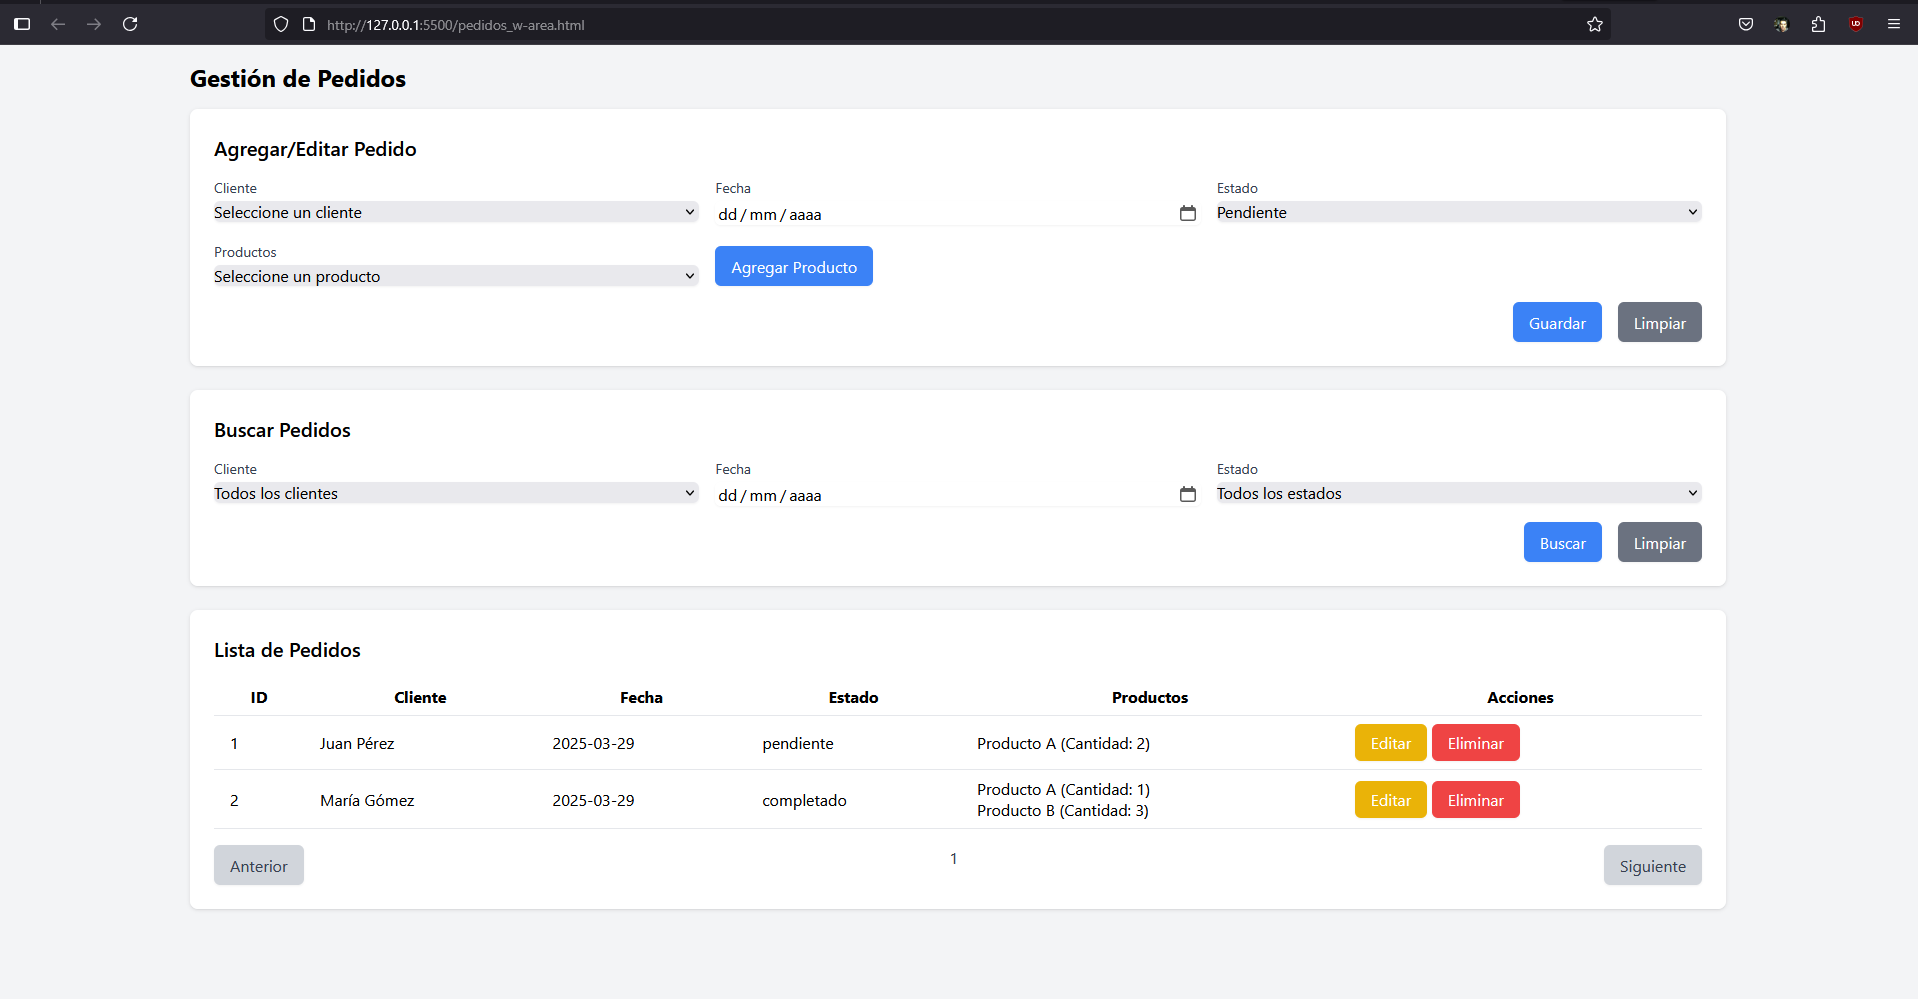 http://127.0.0.1:5500/pedidos_w-area.html
Gestión de Pedidos
Agregar/Editar Pedido
Cliente Fecha Estado
Seleccione un cliente dd/mm/aaaa Pendiente
Productos
Seleccione un producto Agregar Producto
Guardar Limpiar
Buscar Pedidos
Cliente Fecha Estado
Todos los clientes dd/mm/aaaa Todos los estados
Buscar Limpiar
Lista de Pedidos
ID Cliente Fecha Estado Productos Acciones
1 Juan Pérez 2025-03-29 pendiente Producto A (Cantidad: 2) Editar Eliminar
2 María Gómez 2025-03-29 completado Producto A (Cantidad: 1) Editar Eliminar
Producto B (Cantidad: 3)
Anterior 1 Siguiente